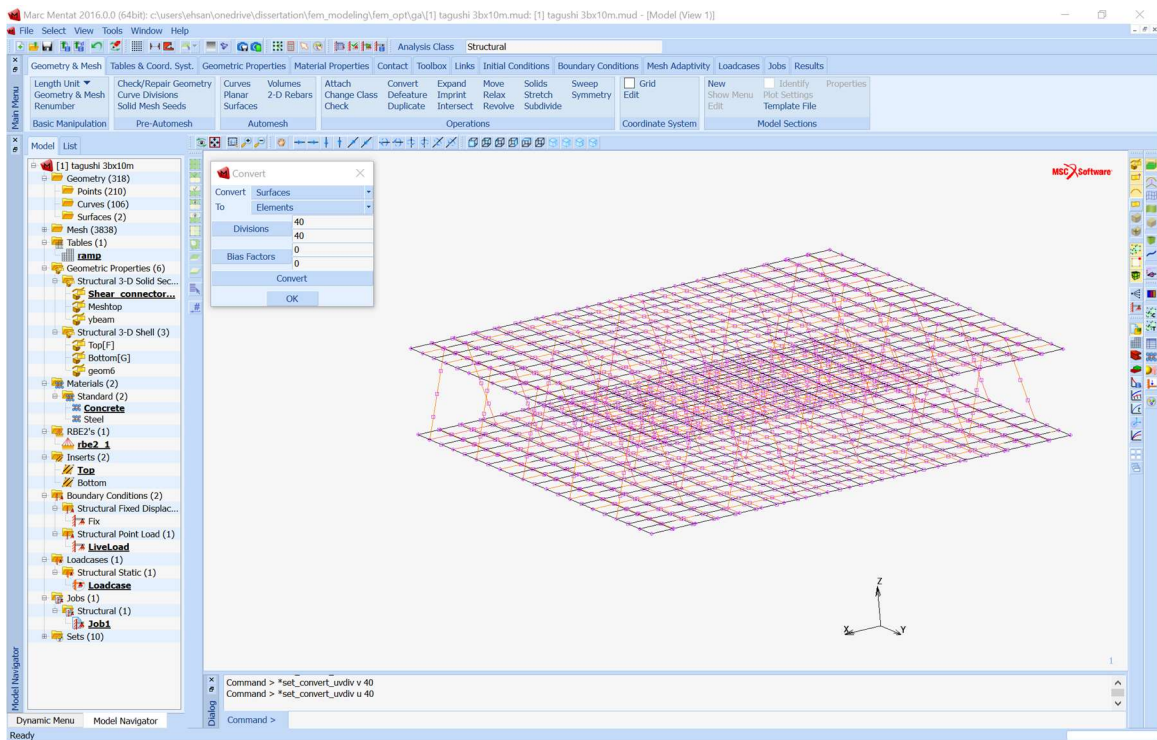 Marc Mentat 2016.0.0 (64bit): c:\users\ehsan\onedrive\dissertation\fem_modeling\fem_opt\ga\[1] tagushi 3bx10m.mud: [1] tagushi 3bx10m.mud - [Model (View 1)]
File Select View Tools Window Help
Analysis Class Structural
Geometry & Mesh Tables & Coord. Syst. Geometric Properties Material Properties Contact Toolbox Links Initial Conditions Boundary Conditions Mesh Adaptivity Loadcases Jobs Results
Length Unit Check/Repair Geometry Curves Volumes Attach Convert Expand Move Solids Sweep Grid New Identify Properties
Geometry & Mesh Curve Divisions Planar 2-D Rebars Change Class Defeature Imprint Relax Stretch Symmetry Edit Show Menu Plot Settings
Renumber Solid Mesh Seeds Surfaces Check Duplicate Intersect Revolve Subdivide Edit Template File
Basic Manipulation Pre-Automesh Automesh Operations Coordinate System Model Sections
Main Menu
Model List
[1] tagushi 3bx10m
Geometry (318)
Points (210)
Curves (106)
Surfaces (2)
Mesh (3838)
Tables (1)
ramp
Geometric Properties (6)
Structural 3-D Solid Sec...
Shear_connector...
Meshtop
ybeam
Structural 3-D Shell (3)
Top[F]
Bottom[G]
geom6
Materials (2)
Standard (2)
Concrete
Steel
RBE2's (1)
rbe2_1
Inserts (2)
Top
Bottom
Boundary Conditions (2)
Structural Fixed Displac...
Fix
Structural Point Load (1)
LiveLoad
Loadcases (1)
Structural Static (1)
Loadcase
Jobs (1)
Structural (1)
Job1
Sets (10)
Model Navigator
Convert
Convert Surfaces
To Elements
Divisions
40
40
Bias Factors
0
0
Convert
OK
MSC Software
Z
X
Y
1
Command > *set_convert_uvdiv v 40
Command > *set_convert_uvdiv u 40
Dialog
Command >
Dynamic Menu Model Navigator
Ready